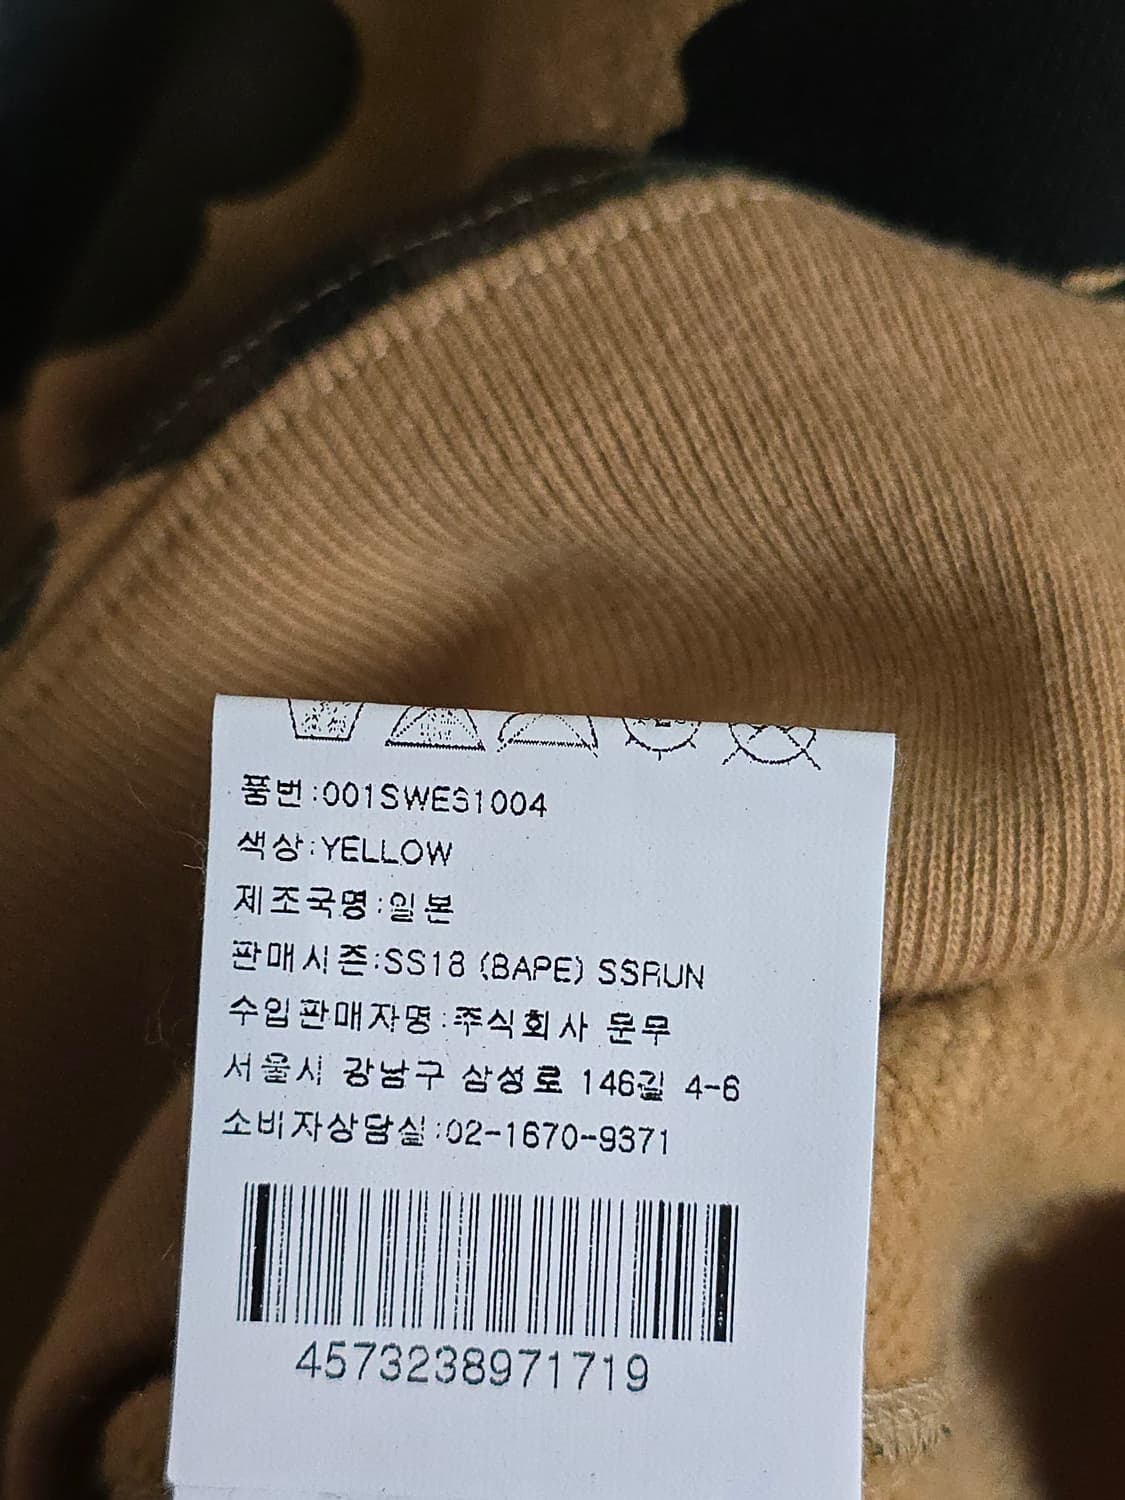 품번:001SWES1004
색상:YELLOW
제조국명:일본
판매시즌:SS18 (BAPE) SSRUN
수입판매자명:주식회사 문무
서울시 강남구 삼성로 146길 4-6
소비자상담실:02-1670-9371
4573238971719